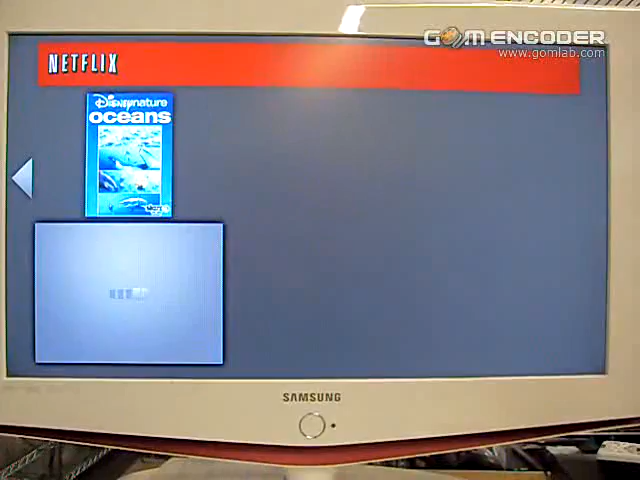 GOM ENCODER
www.gomlab.com
NETFLIX
Disneynature
oceans
SAMSUNG